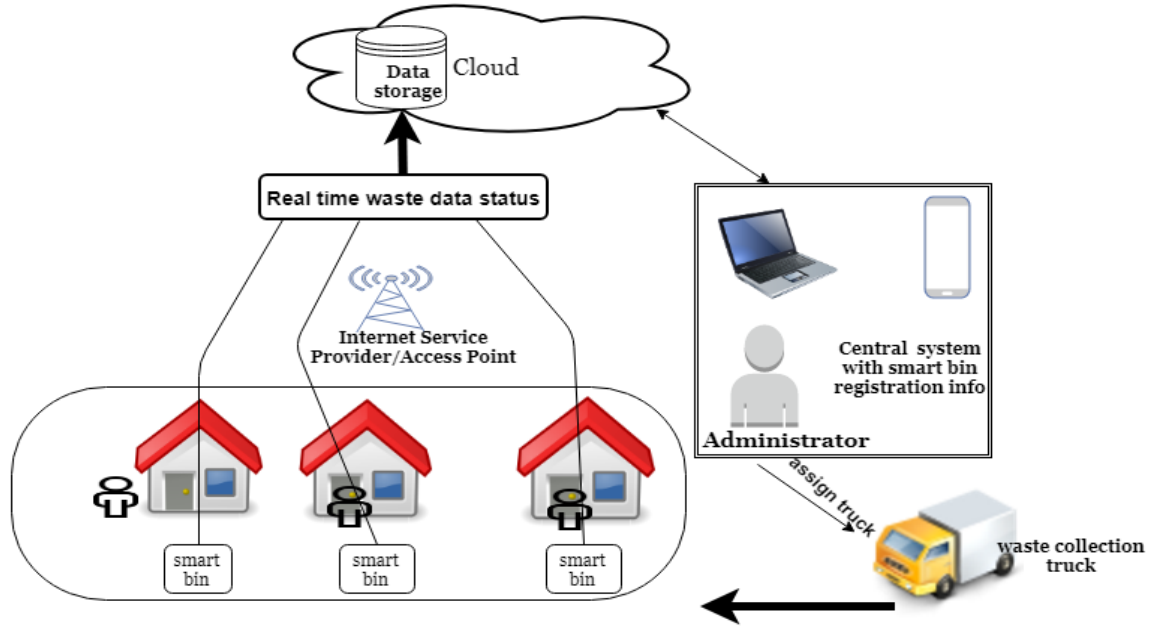 Data
storage
Cloud
Real time waste data status
Internet Service
Provider/Access Point
Central system
with smart bin
registration info
Administrator
assign truck
waste collection
truck
smart
bin
smart
bin
smart
bin